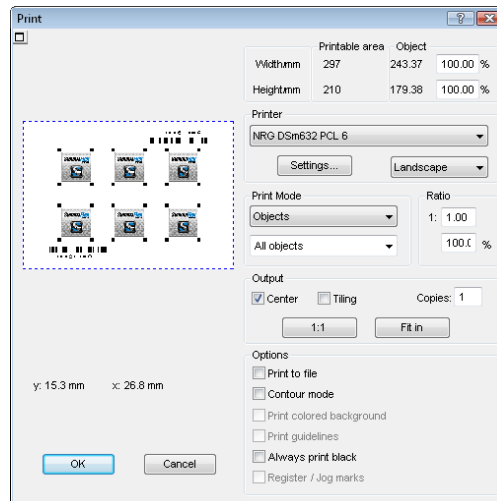 Print
Printable area Object
Width:mm 297 243.37 100.00 %
Height:mm 210 179.38 100.00 %
Printer
NRG DSm632 PCL 6
Settings... Landscape
Print Mode Ratio
Objects 1: 1.00
All objects 100.( %
Output
Center Tiling Copies: 1
1:1 Fit in
Options
Print to file
Contour mode
Print colored background
Print guidelines
Always print black
Register / Jog marks
y: 15.3 mm x: 26.8 mm
OK Cancel